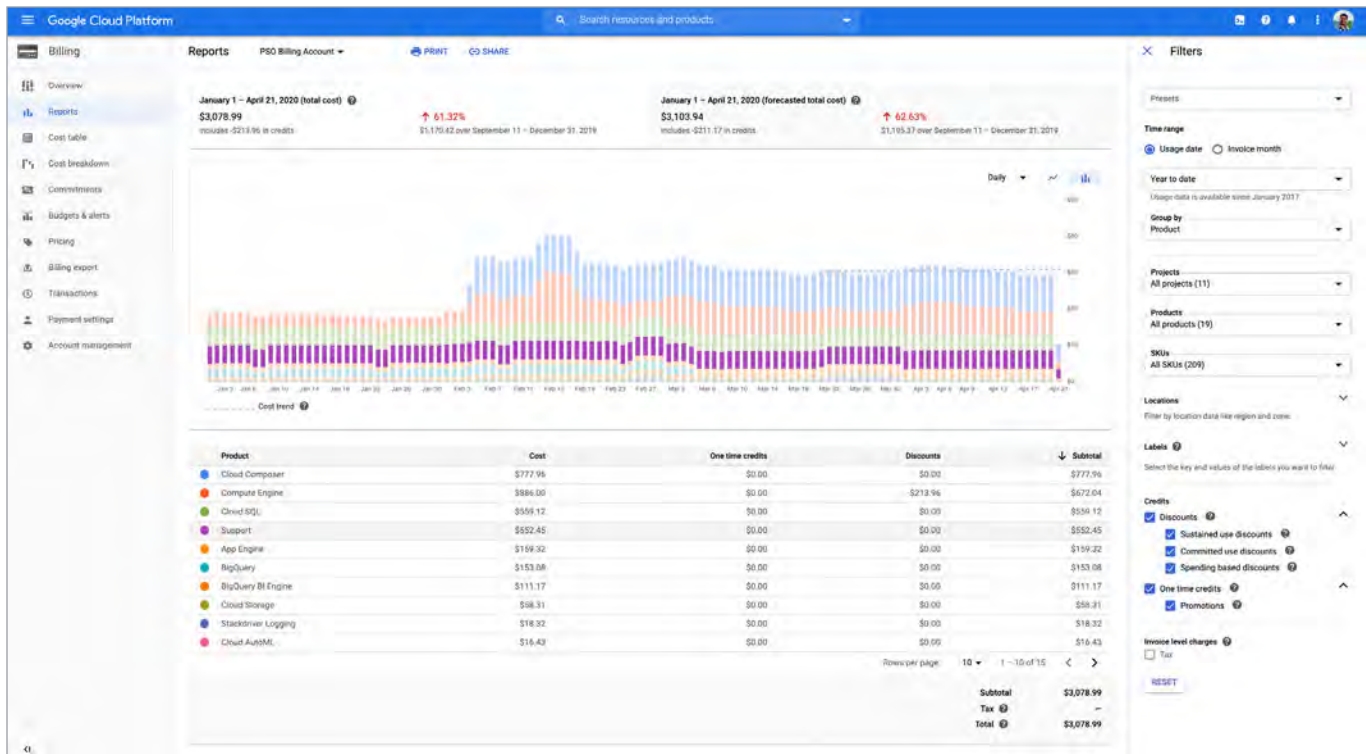 Google Cloud Platform
Search resources and products
Billing
Reports
PSO Billing Account
PRINT
SHARE
Filters
Overview
Reports
Cost table
Cost breakdown
Commitments
Budgets & alerts
Pricing
Billing export
Transactions
Payment settings
Account management
January 1 – April 21, 2020 (total cost)
$3,078.99
includes -$213.96 in credits
61.32%
$1,170.42 over September 11 – December 31, 2019
January 1 – April 21, 2020 (forecasted total cost)
$3,103.94
includes -$211.17 in credits
62.63%
$1,195.37 over September 11 – December 31, 2019
Daily
Cost trend
Product Cost One time credits Discounts Subtotal
Cloud Composer $777.96 $0.00 $0.00 $777.96
Compute Engine $886.00 $0.00 $213.96 $672.04
Cloud SQL $559.12 $0.00 $0.00 $559.12
Support $552.45 $0.00 $0.00 $552.45
App Engine $159.32 $0.00 $0.00 $159.32
BigQuery $153.08 $0.00 $0.00 $153.08
BigQuery BI Engine $111.17 $0.00 $0.00 $111.17
Cloud Storage $58.31 $0.00 $0.00 $58.31
Stackdriver Logging $18.32 $0.00 $0.00 $18.32
Cloud AutoML $16.43 $0.00 $0.00 $16.43
Rows per page: 10 1 – 10 of 15
Subtotal $3,078.99
Tax –
Total $3,078.99
Presets
Time range
Usage date Invoice month
Year to date
Usage data is available since January 2017
Group by
Product
Projects
All projects (11)
Products
All products (19)
SKUs
All SKUs (209)
Locations
Filter by location data like region and zone.
Labels
Select the key and values of the labels you want to filter.
Credits
Discounts
Sustained use discounts
Committed use discounts
Spending based discounts
One time credits
Promotions
Invoice level charges
Tax
RESET